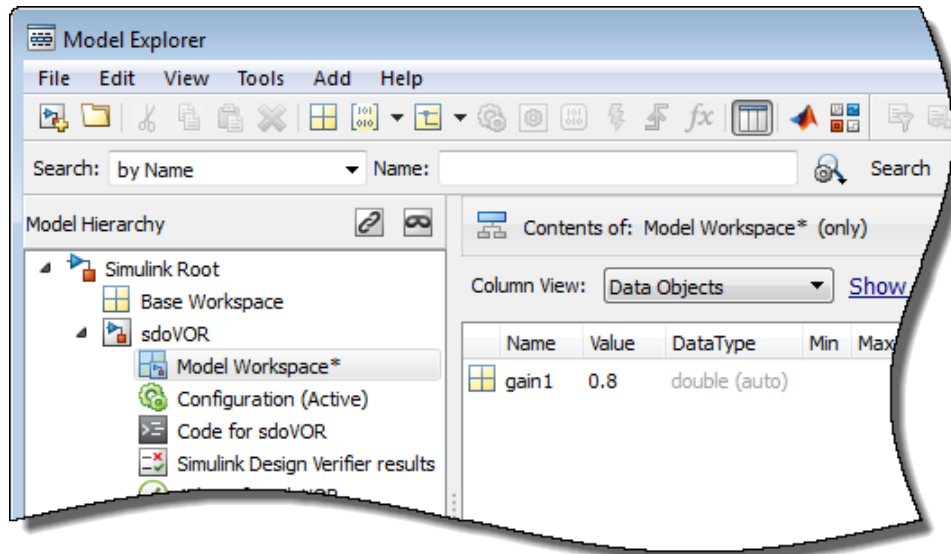 Model Explorer
File Edit View Tools Add Help
Search: by Name Name: Search
Model Hierarchy
Contents of: Model Workspace* (only)
Simulink Root
Base Workspace
sdoVOR
Model Workspace*
Configuration (Active)
Code for sdoVOR
Simulink Design Verifier results
Column View: Data Objects Show
Name Value DataType Min Max
gain1 0.8 double (auto)